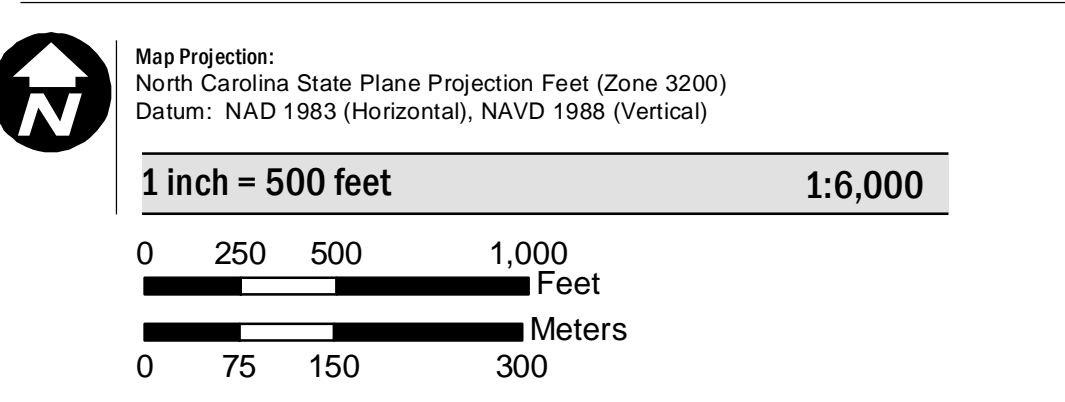 N
Map Projection:
North Carolina State Plane Projection Feet (Zone 3200)
Datum: NAD 1983 (Horizontal), NAVD 1988 (Vertical)
1 inch = 500 feet 1:6,000
0 250 500 1,000
Feet
Meters
0 75 150 300